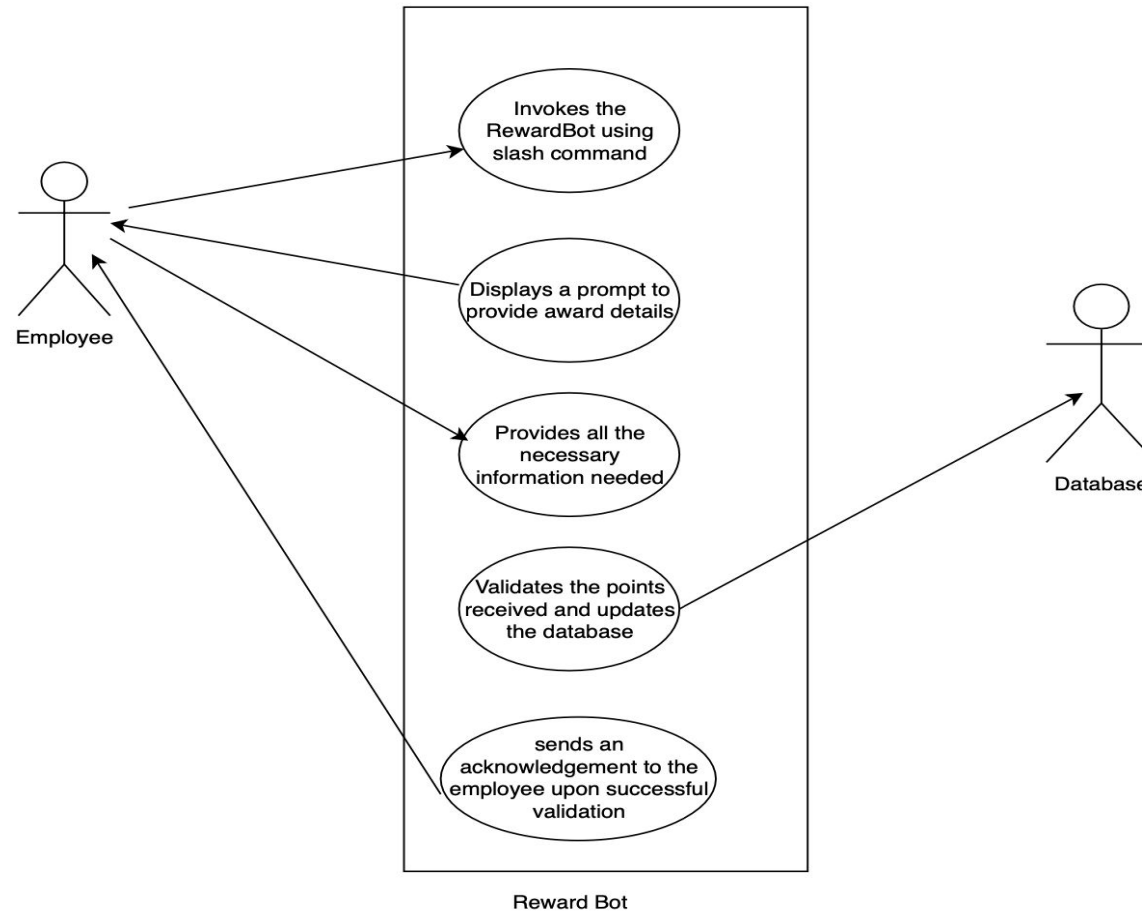 Invokes the
RewardBot using
slash command
Displays a prompt to
provide award details
Employee
Provides all the
necessary
information needed
Database
Validates the points
received and updates
the database
sends an
acknowledgement to the
employee upon successful
validation
Reward Bot